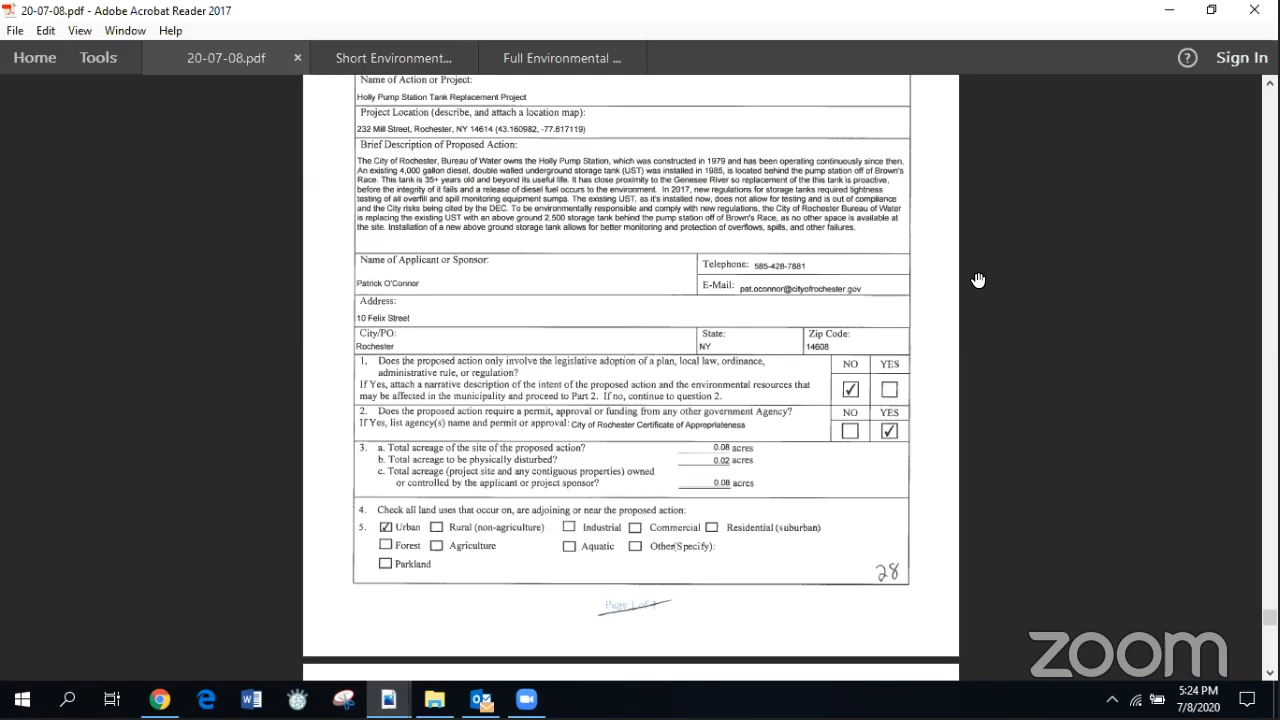 20-07-08.pdf - Adobe Acrobat Reader 2017
File Edit View Window Help
Home Tools 20-07-08.pdf × Short Environment... Full Environmental ... Sign In
Name of Action or Project:
Holly Pump Station Tank Replacement Project
Project Location (describe, and attach a location map):
232 Mill Street, Rochester, NY 14614 (43.160982, -77.617119)
Brief Description of Proposed Action:
The City of Rochester, Bureau of Water owns the Holly Pump Station, which was constructed in 1979 and has been operating continuously since then.
An existing 4,000 gallon diesel, double walled underground storage tank (UST) was installed in 1985, is located behind the pump station off of Brown's
Race. This tank is 35+ years old and beyond its useful life. It has close proximity to the Genesee River so replacement of the this tank is proactive,
before the integrity of it fails and a release of diesel fuel occurs to the environment. In 2017, new regulations for storage tanks required tightness
testing of all overfill and spill monitoring equipment sumps. The existing UST, as it's installed now, does not allow for testing and is out of compliance
and the City risks being cited by the DEC. To be environmentally responsible and comply with new regulations, the City of Rochester Bureau of Water
is replacing the existing UST with an above ground 2,500 storage tank behind the pump station off of Brown's Race, as no other space is available at
the site. Installation of a new above ground storage tank allows for better monitoring and protection of overflows, spills, and other failures.
Name of Applicant or Sponsor:
Patrick O'Connor
Telephone: 585-428-7881
E-Mail: pat.oconnor@cityofrochester.gov
Address:
10 Felix Street
City/PO:
Rochester
State:
NY
Zip Code:
14608
1. Does the proposed action only involve the legislative adoption of a plan, local law, ordinance,
administrative rule, or regulation?
If Yes, attach a narrative description of the intent of the proposed action and the environmental resources that
may be affected in the municipality and proceed to Part 2. If no, continue to question 2.
NO YES
2. Does the proposed action require a permit, approval or funding from any other government Agency?
If Yes, list agency(s) name and permit or approval: City of Rochester Certificate of Appropriateness
NO YES
3. a. Total acreage of the site of the proposed action? 0.08 acres
b. Total acreage to be physically disturbed? 0.02 acres
c. Total acreage (project site and any contiguous properties) owned
or controlled by the applicant or project sponsor? 0.08 acres
4. Check all land uses that occur on, are adjoining or near the proposed action:
5. Urban Rural (non-agriculture) Industrial Commercial Residential (suburban)
Forest Agriculture Aquatic Other(Specify):
Parkland
28
Page 1 of 3
zoom
5:24 PM
7/8/2020